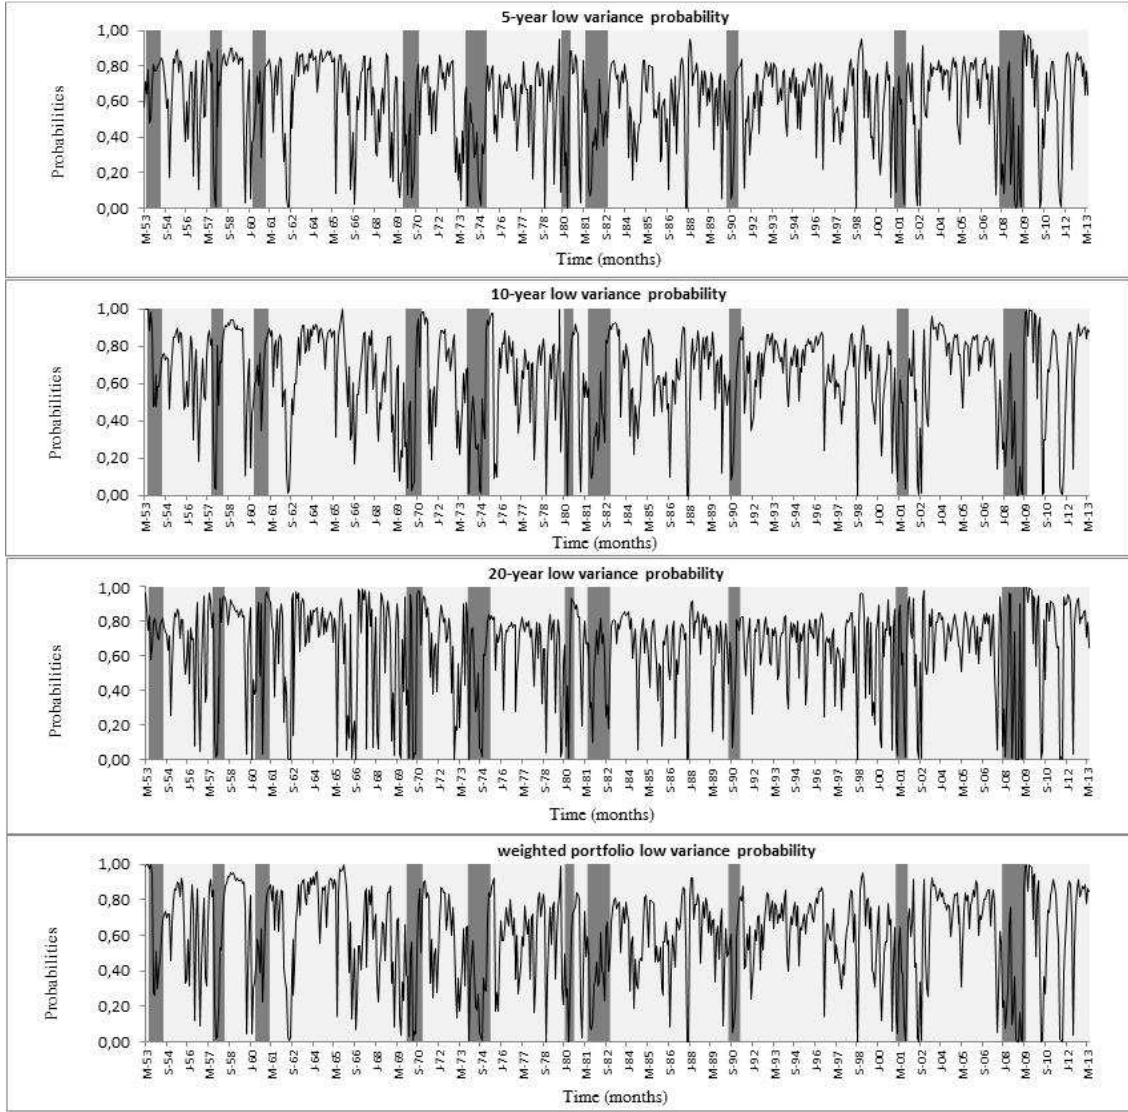 5-year low variance probability
1,00
0,80
0,60
0,40
0,20
0,00
Probabilities
M-53 S-54 J-56 M-57 S-58 J-60 M-61 S-62 J-64 M-65 S-66 J-68 M-69 S-70 J-72 M-73 S-74 J-76 M-77 S-78 J-80 M-81 S-82 J-84 M-85 S-86 J-88 M-89 S-90 J-92 M-93 S-94 J-96 M-97 S-98 J-00 M-01 S-02 J-04 M-05 S-06 J-08 M-09 S-10 J-12 M-13
Time (months)
10-year low variance probability
1,00
0,80
0,60
0,40
0,20
0,00
Probabilities
M-53 S-54 J-56 M-57 S-58 J-60 M-61 S-62 J-64 M-65 S-66 J-68 M-69 S-70 J-72 M-73 S-74 J-76 M-77 S-78 J-80 M-81 S-82 J-84 M-85 S-86 J-88 M-89 S-90 J-92 M-93 S-94 J-96 M-97 S-98 J-00 M-01 S-02 J-04 M-05 S-06 J-08 M-09 S-10 J-12 M-13
Time (months)
20-year low variance probability
1,00
0,80
0,60
0,40
0,20
0,00
Probabilities
M-53 S-54 J-56 M-57 S-58 J-60 M-61 S-62 J-64 M-65 S-66 J-68 M-69 S-70 J-72 M-73 S-74 J-76 M-77 S-78 J-80 M-81 S-82 J-84 M-85 S-86 J-88 M-89 S-90 J-92 M-93 S-94 J-96 M-97 S-98 J-00 M-01 S-02 J-04 M-05 S-06 J-08 M-09 S-10 J-12 M-13
Time (months)
weighted portfolio low variance probability
1,00
0,80
0,60
0,40
0,20
0,00
Probabilities
M-53 S-54 J-56 M-57 S-58 J-60 M-61 S-62 J-64 M-65 S-66 J-68 M-69 S-70 J-72 M-73 S-74 J-76 M-77 S-78 J-80 M-81 S-82 J-84 M-85 S-86 J-88 M-89 S-90 J-92 M-93 S-94 J-96 M-97 S-98 J-00 M-01 S-02 J-04 M-05 S-06 J-08 M-09 S-10 J-12 M-13
Time (months)